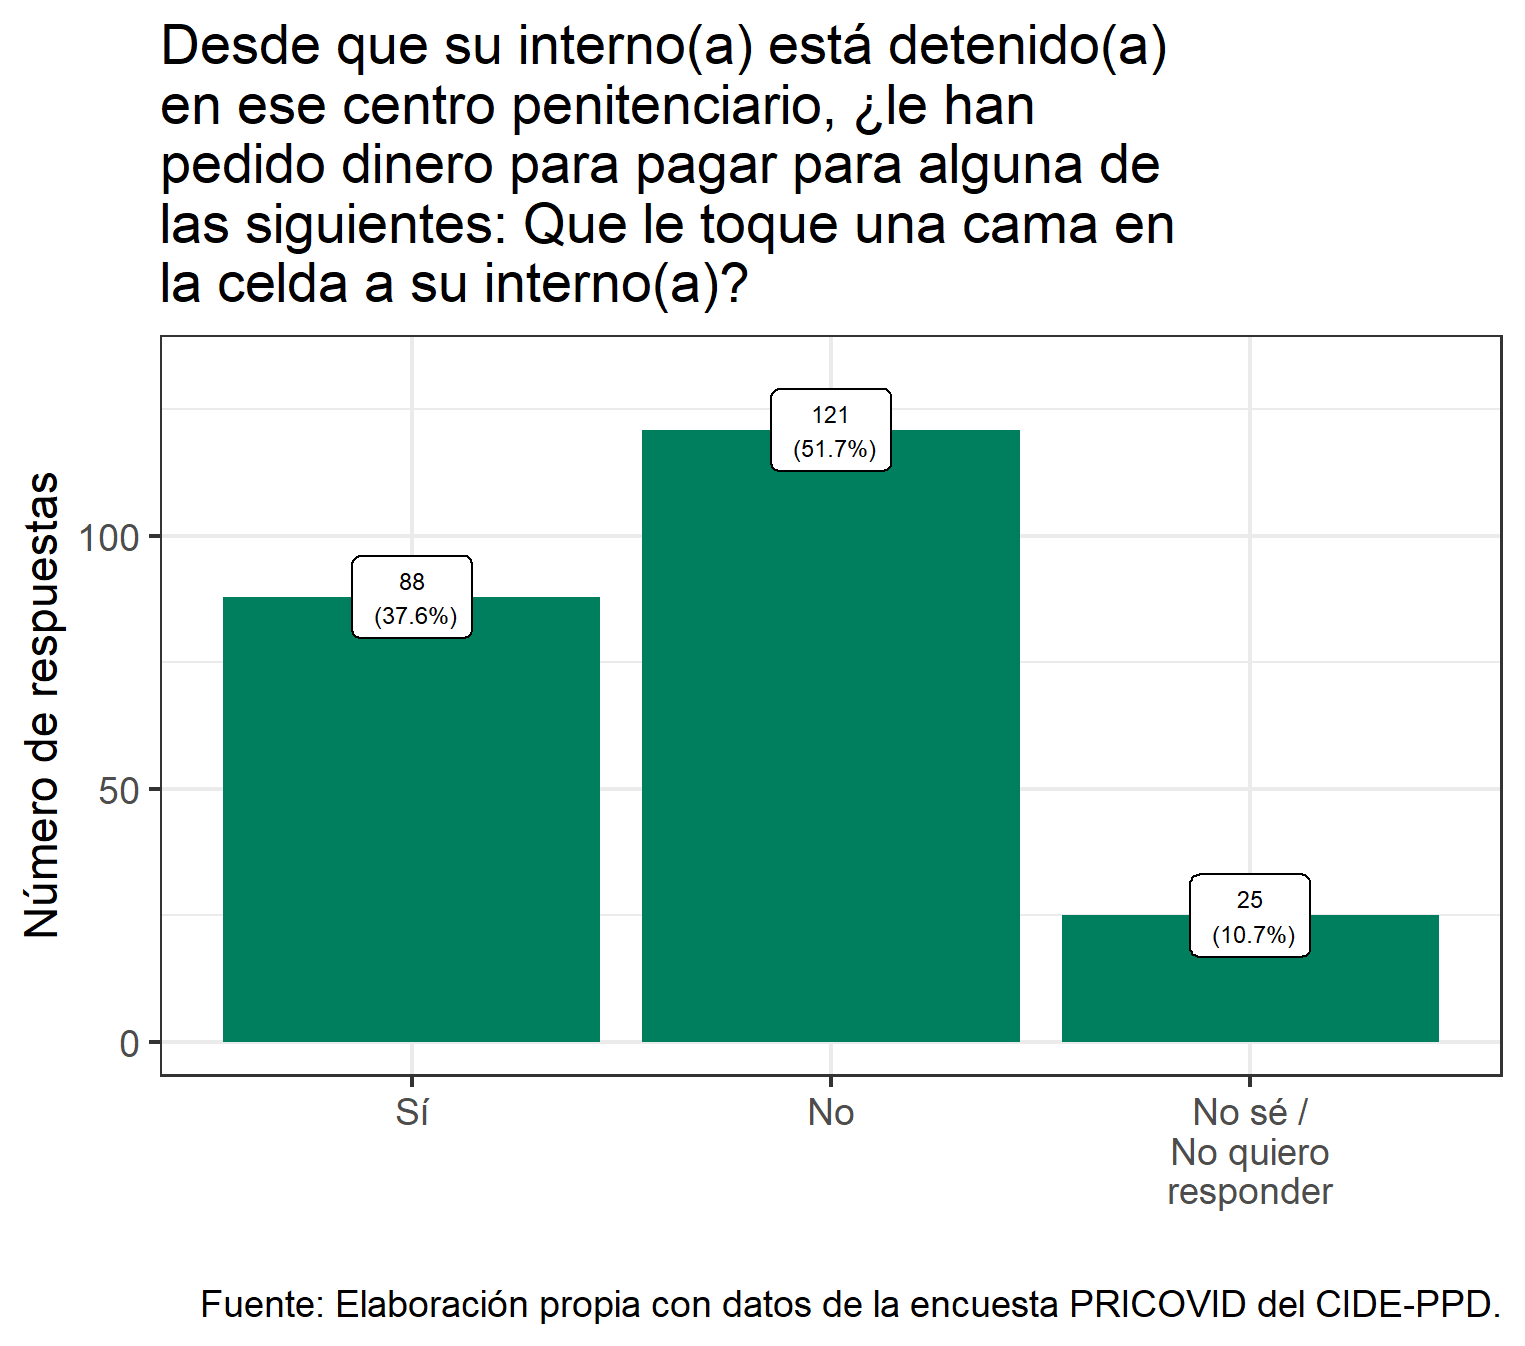 Desde que su interno(a) está detenido(a)
en ese centro penitenciario, ¿le han
pedido dinero para pagar para alguna de
las siguientes: Que le toque una cama en
la celda a su interno(a)?
Número de respuestas
100
50
0
88
(37.6%)
121
(51.7%)
25
(10.7%)
Sí
No
No sé /
No quiero
responder
Fuente: Elaboración propia con datos de la encuesta PRICOVID del CIDE-PPD.